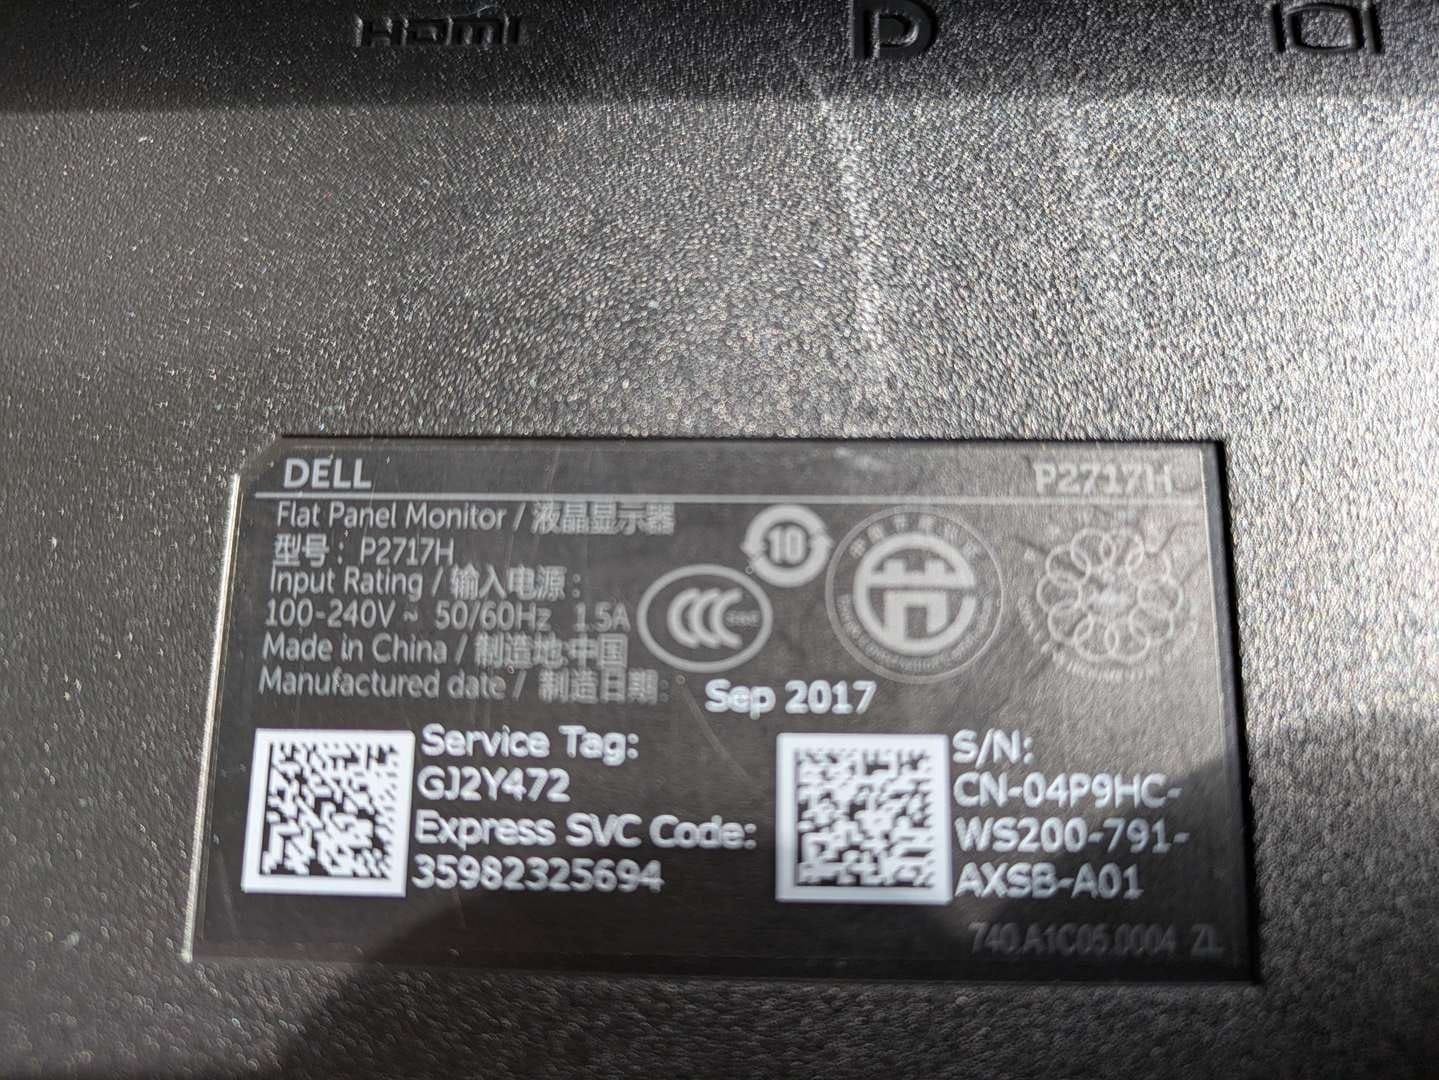 HDMI
DELL P2717H
Flat Panel Monitor / 液晶显示器
型号: P2717H
Input Rating / 输入电源:
100-240V ~ 50/60Hz 1.5A
Made in China / 制造地:中国
Manufactured date / 制造日期: Sep 2017
10
CCC
Service Tag:
GJ2Y472
Express SVC Code:
35982325694
S/N:
CN-04P9HC-
WS200-791-
AXSB-A01
740.A1C05.0004 ZL